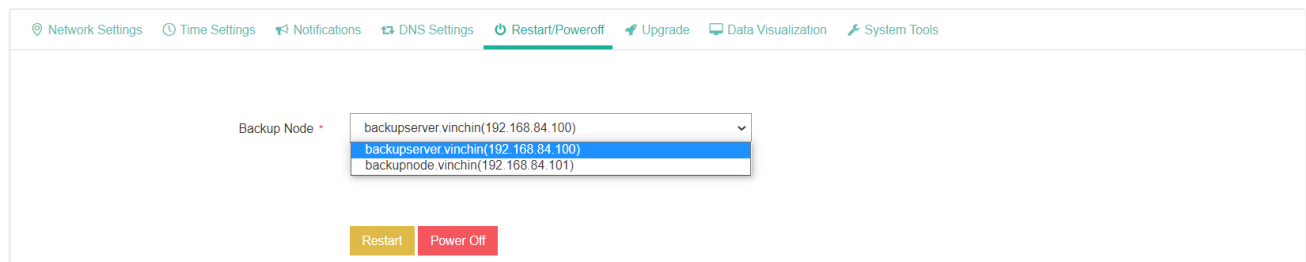 Network Settings Time Settings Notifications DNS Settings Restart/Poweroff Upgrade Data Visualization System Tools
Backup Node * backupserver.vinchin(192.168.84.100)
backupserver.vinchin(192.168.84.100)
backupnode.vinchin(192.168.84.101)
Restart Power Off